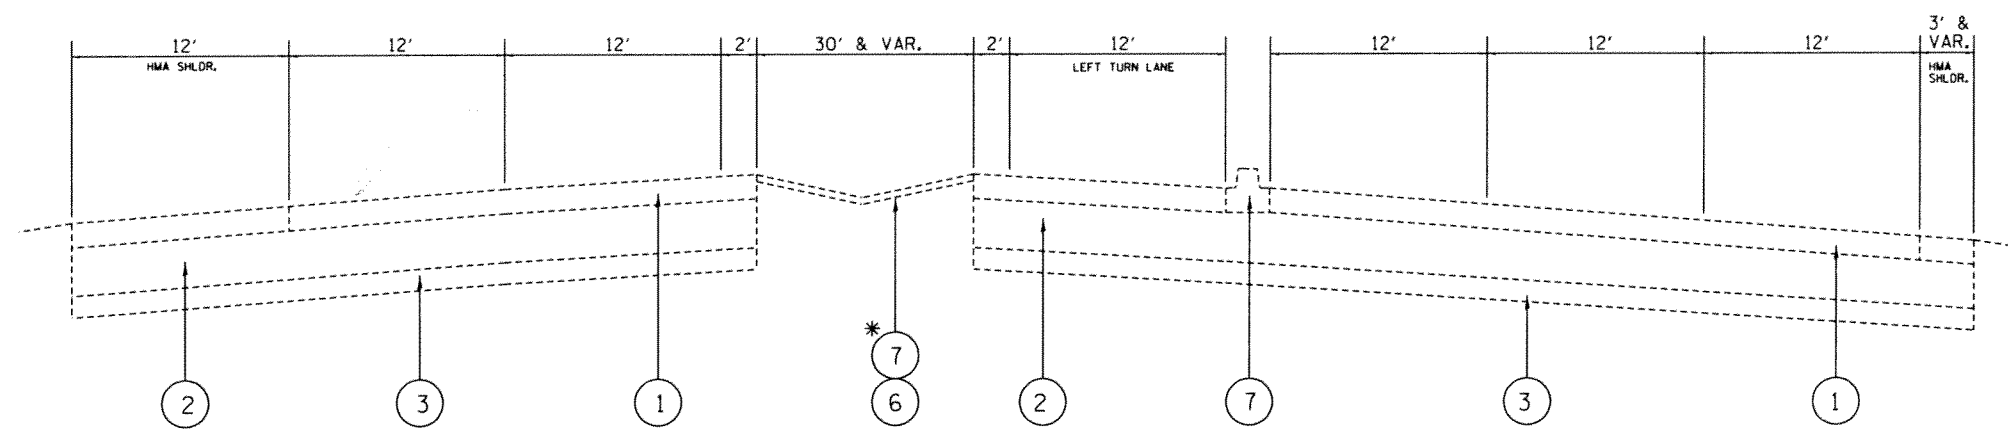 3' &
12' 12' 12' 2' 30' & VAR. 2' 12' 12' 12' 12' VAR.
HMA SHLDR. LEFT TURN LANE HMA
SHLDR.
*
7
2 3 1 6 2 7 3 1